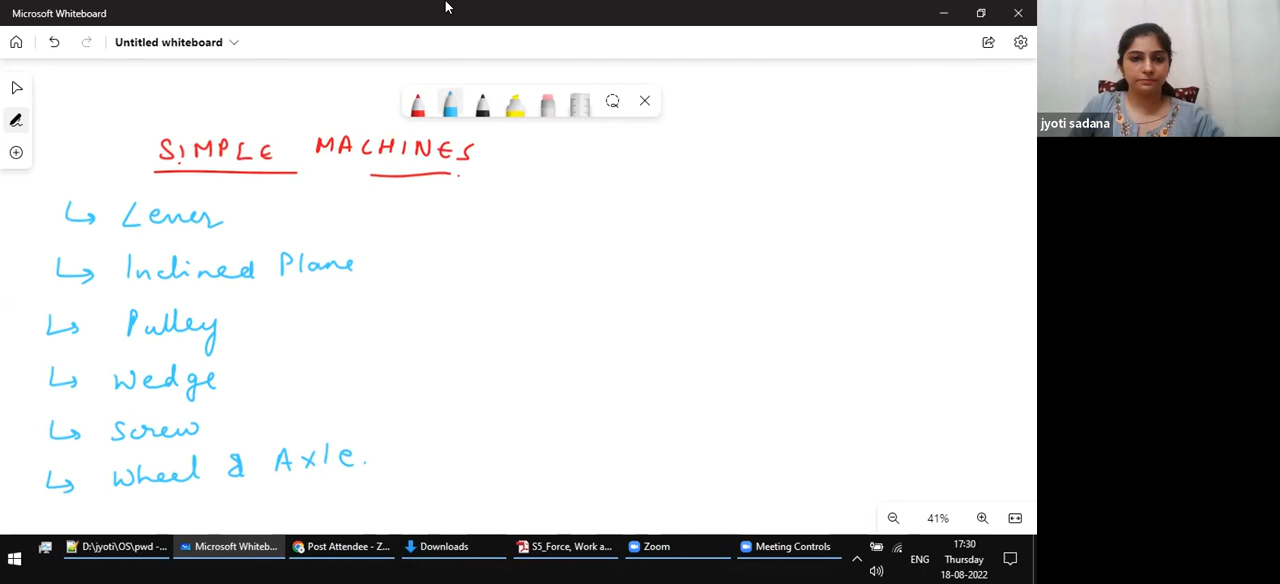 Microsoft Whiteboard
Untitled whiteboard
jyoti sadana
SIMPLE MACHINES
↳ Lever
↳ Inclined Plane
↳ Pulley
↳ Wedge
↳ Screw
↳ Wheel & Axle.
41%
D:\jyoti\OS\pwd -...
Microsoft Whiteb...
Post Attendee - Z...
Downloads
S5_Force, Work a...
Zoom
Meeting Controls
ENG
17:30
Thursday
18-08-2022